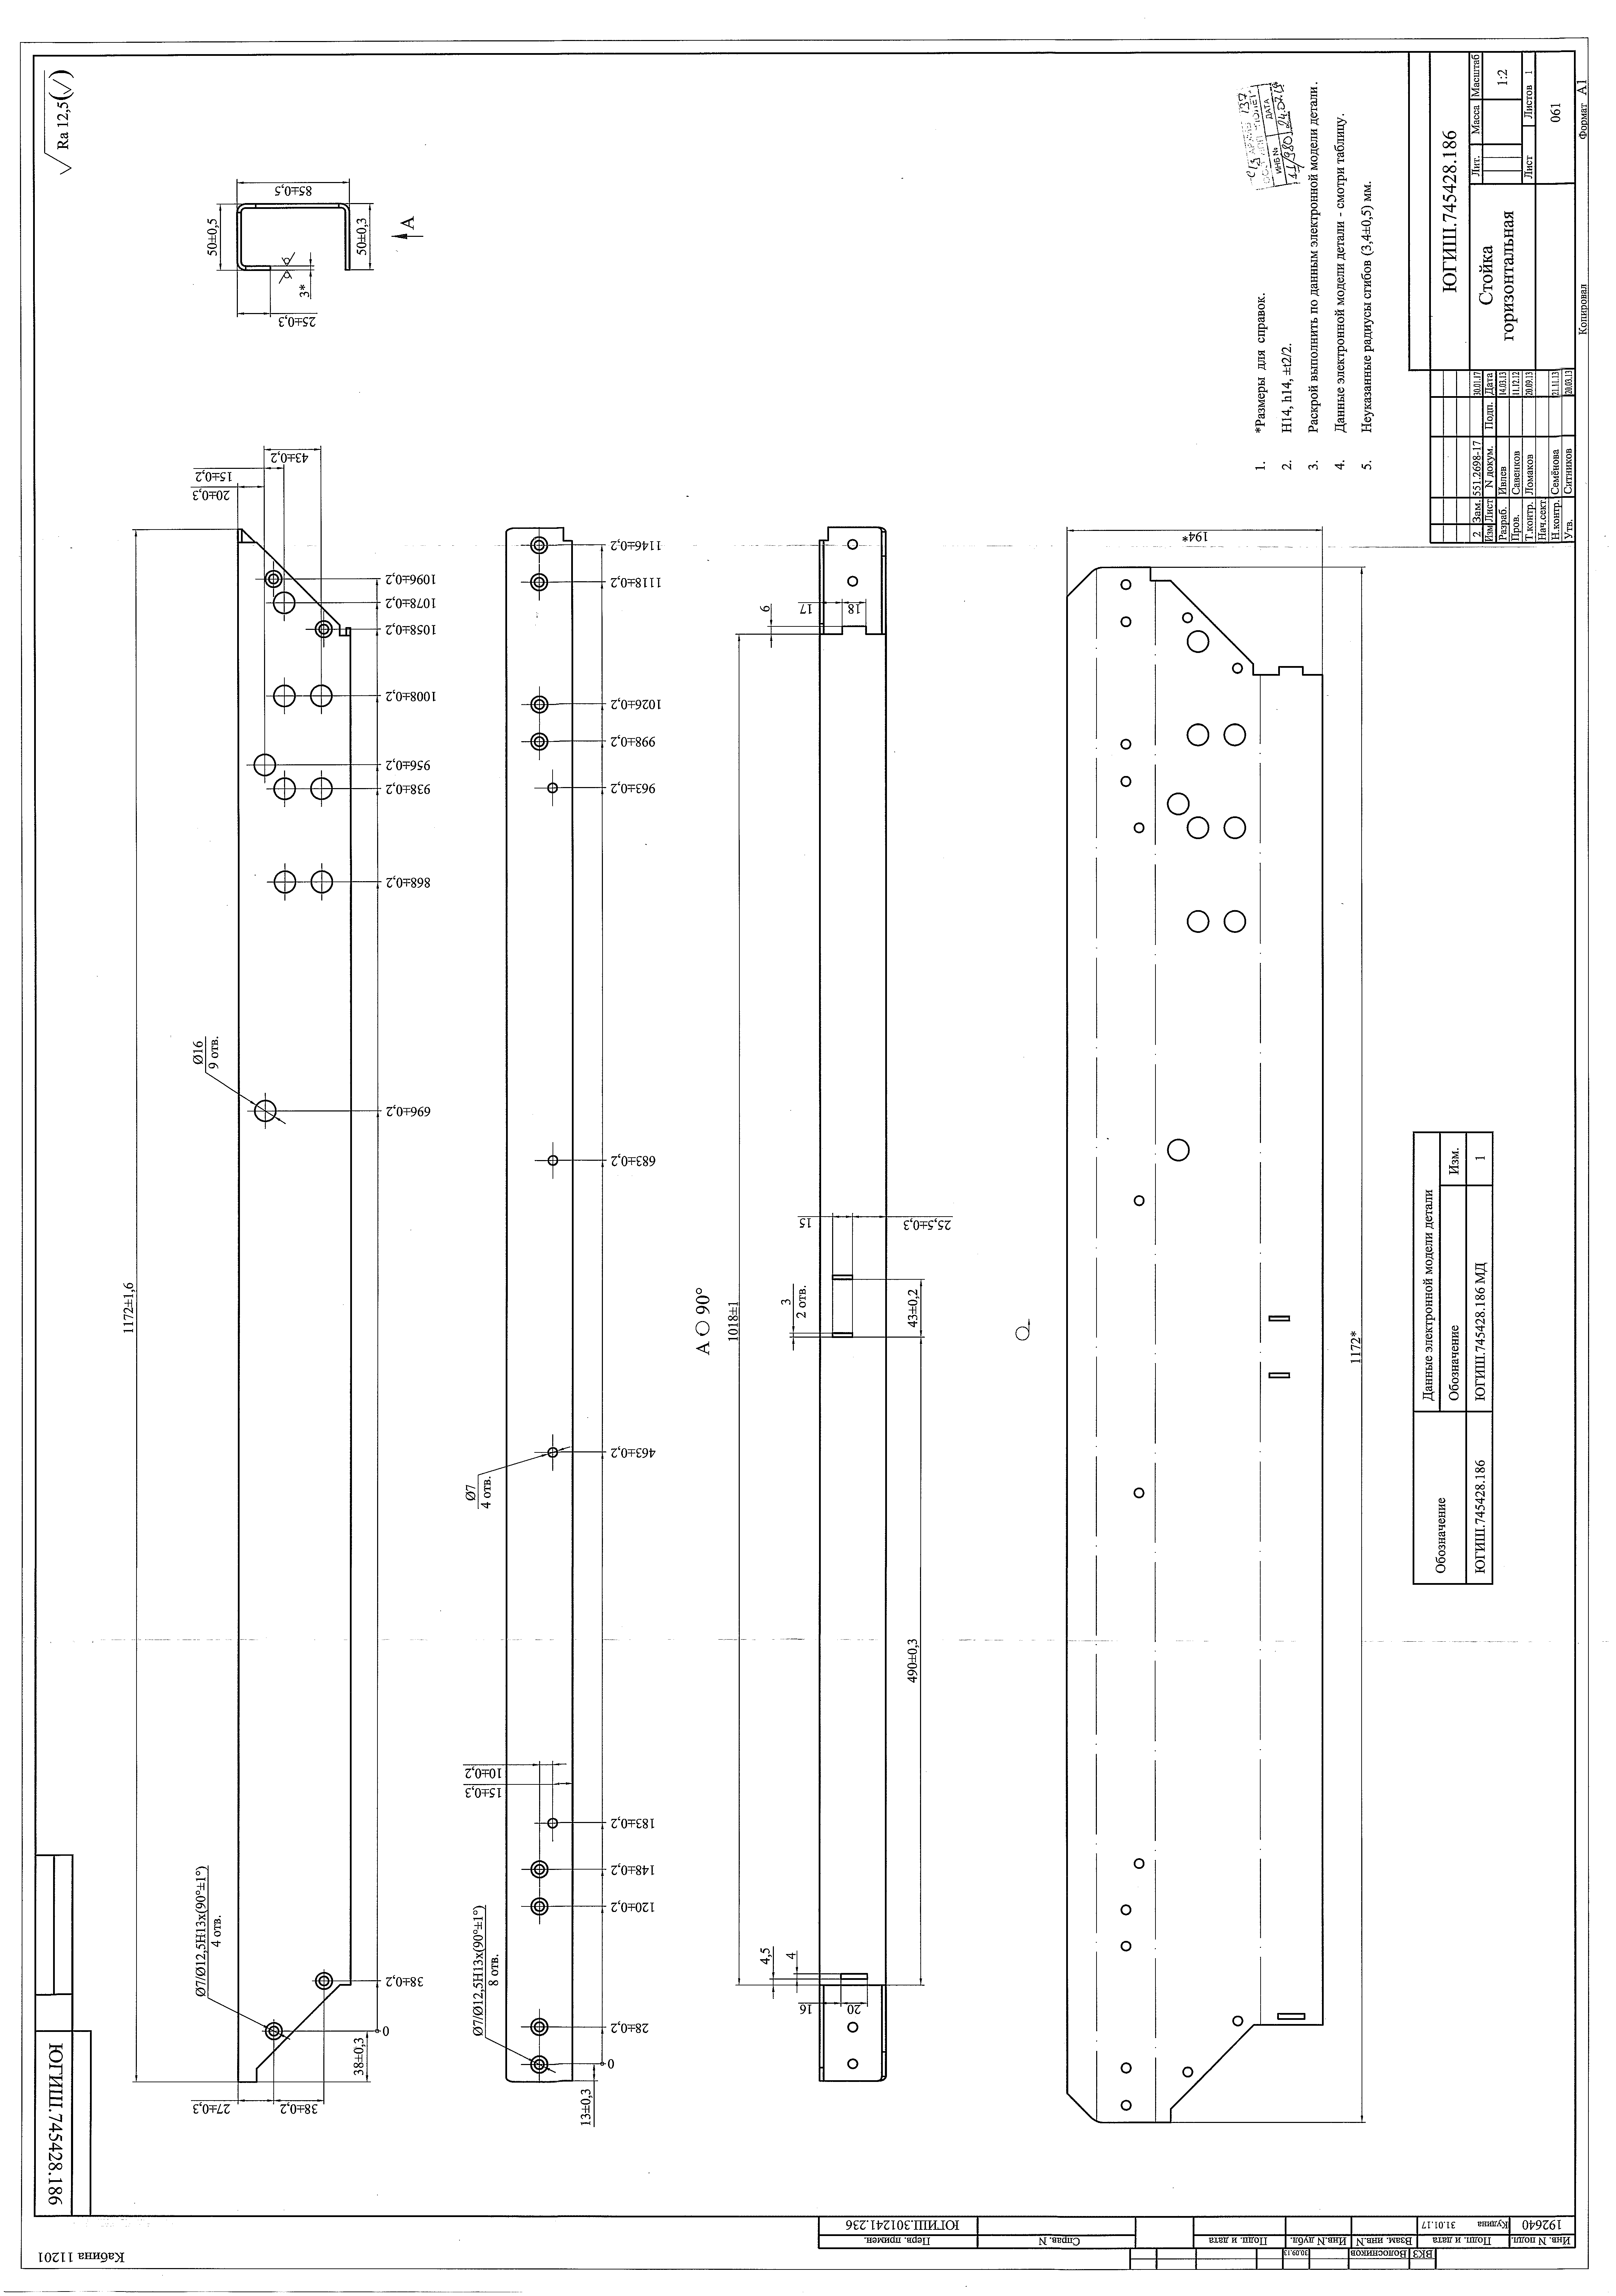 Кабина 11201
ЮГИШ.745428.186
√ Ra 12,5(√)
1172±1,6
Ø7/Ø12,5H13x(90°±1°)
4 отв.
Ø16
9 отв.
27±0,3
38±0,2
38±0,3
0
38±0,2
696±0,2
868±0,2
938±0,2
956±0,2
1008±0,2
1058±0,2
1078±0,2
1096±0,2
20±0,3
15±0,2
43±0,2
50±0,5
85±0,5
50±0,3
25±0,3
3*
А
Ø7/Ø12,5H13x(90°±1°)
8 отв.
Ø7
4 отв.
15±0,3
10±0,2
13±0,3
0
28±0,2
120±0,2
148±0,2
183±0,2
463±0,2
683±0,2
963±0,2
998±0,2
1026±0,2
1118±0,2
1146±0,2
А 90°
1018±1
4,5
4
16
20
3
2 отв.
15
25,5±0,3
43±0,2
490±0,3
6
17
18
194*
1172*
1. *Размеры для справок.
2. H14, h14, ±t2/2.
3. Раскрой выполнить по данным электронной модели детали.
4. Данные электронной модели детали - смотри таблицу.
5. Неуказанные радиусы сгибов (3,4±0,5) мм.
ИНВ № ДАТА
24.07.19
Обозначение
Данные электронной модели детали
Обозначение Изм.
ЮГИШ.745428.186 ЮГИШ.745428.186 МД 1
ЮГИШ.745428.186
2 Зам. 551.2698-17 30.01.17
Изм Лист N докум. Подп. Дата
Разраб. Ивлев 14.03.13
Пров. Савенков 11.12.12
Т.контр. Ломаков 20.09.13
Нач.сект.
Н.контр. Семёнова 21.11.13
Утв. Ситников 20.03.13
Стойка
горизонтальная
Лит. Масса Масштаб
1:2
Лист Листов 1
061
Копировал Формат А1
Перв. примен.
ЮГИШ.301241.236
Справ. N
Подп. и дата
Инв.N дубл.
Взам. инв.N
Подп. и дата
Кудина 31.01.17
Инв. N подл.
192640
ВКЗ Волосников 30.09.13